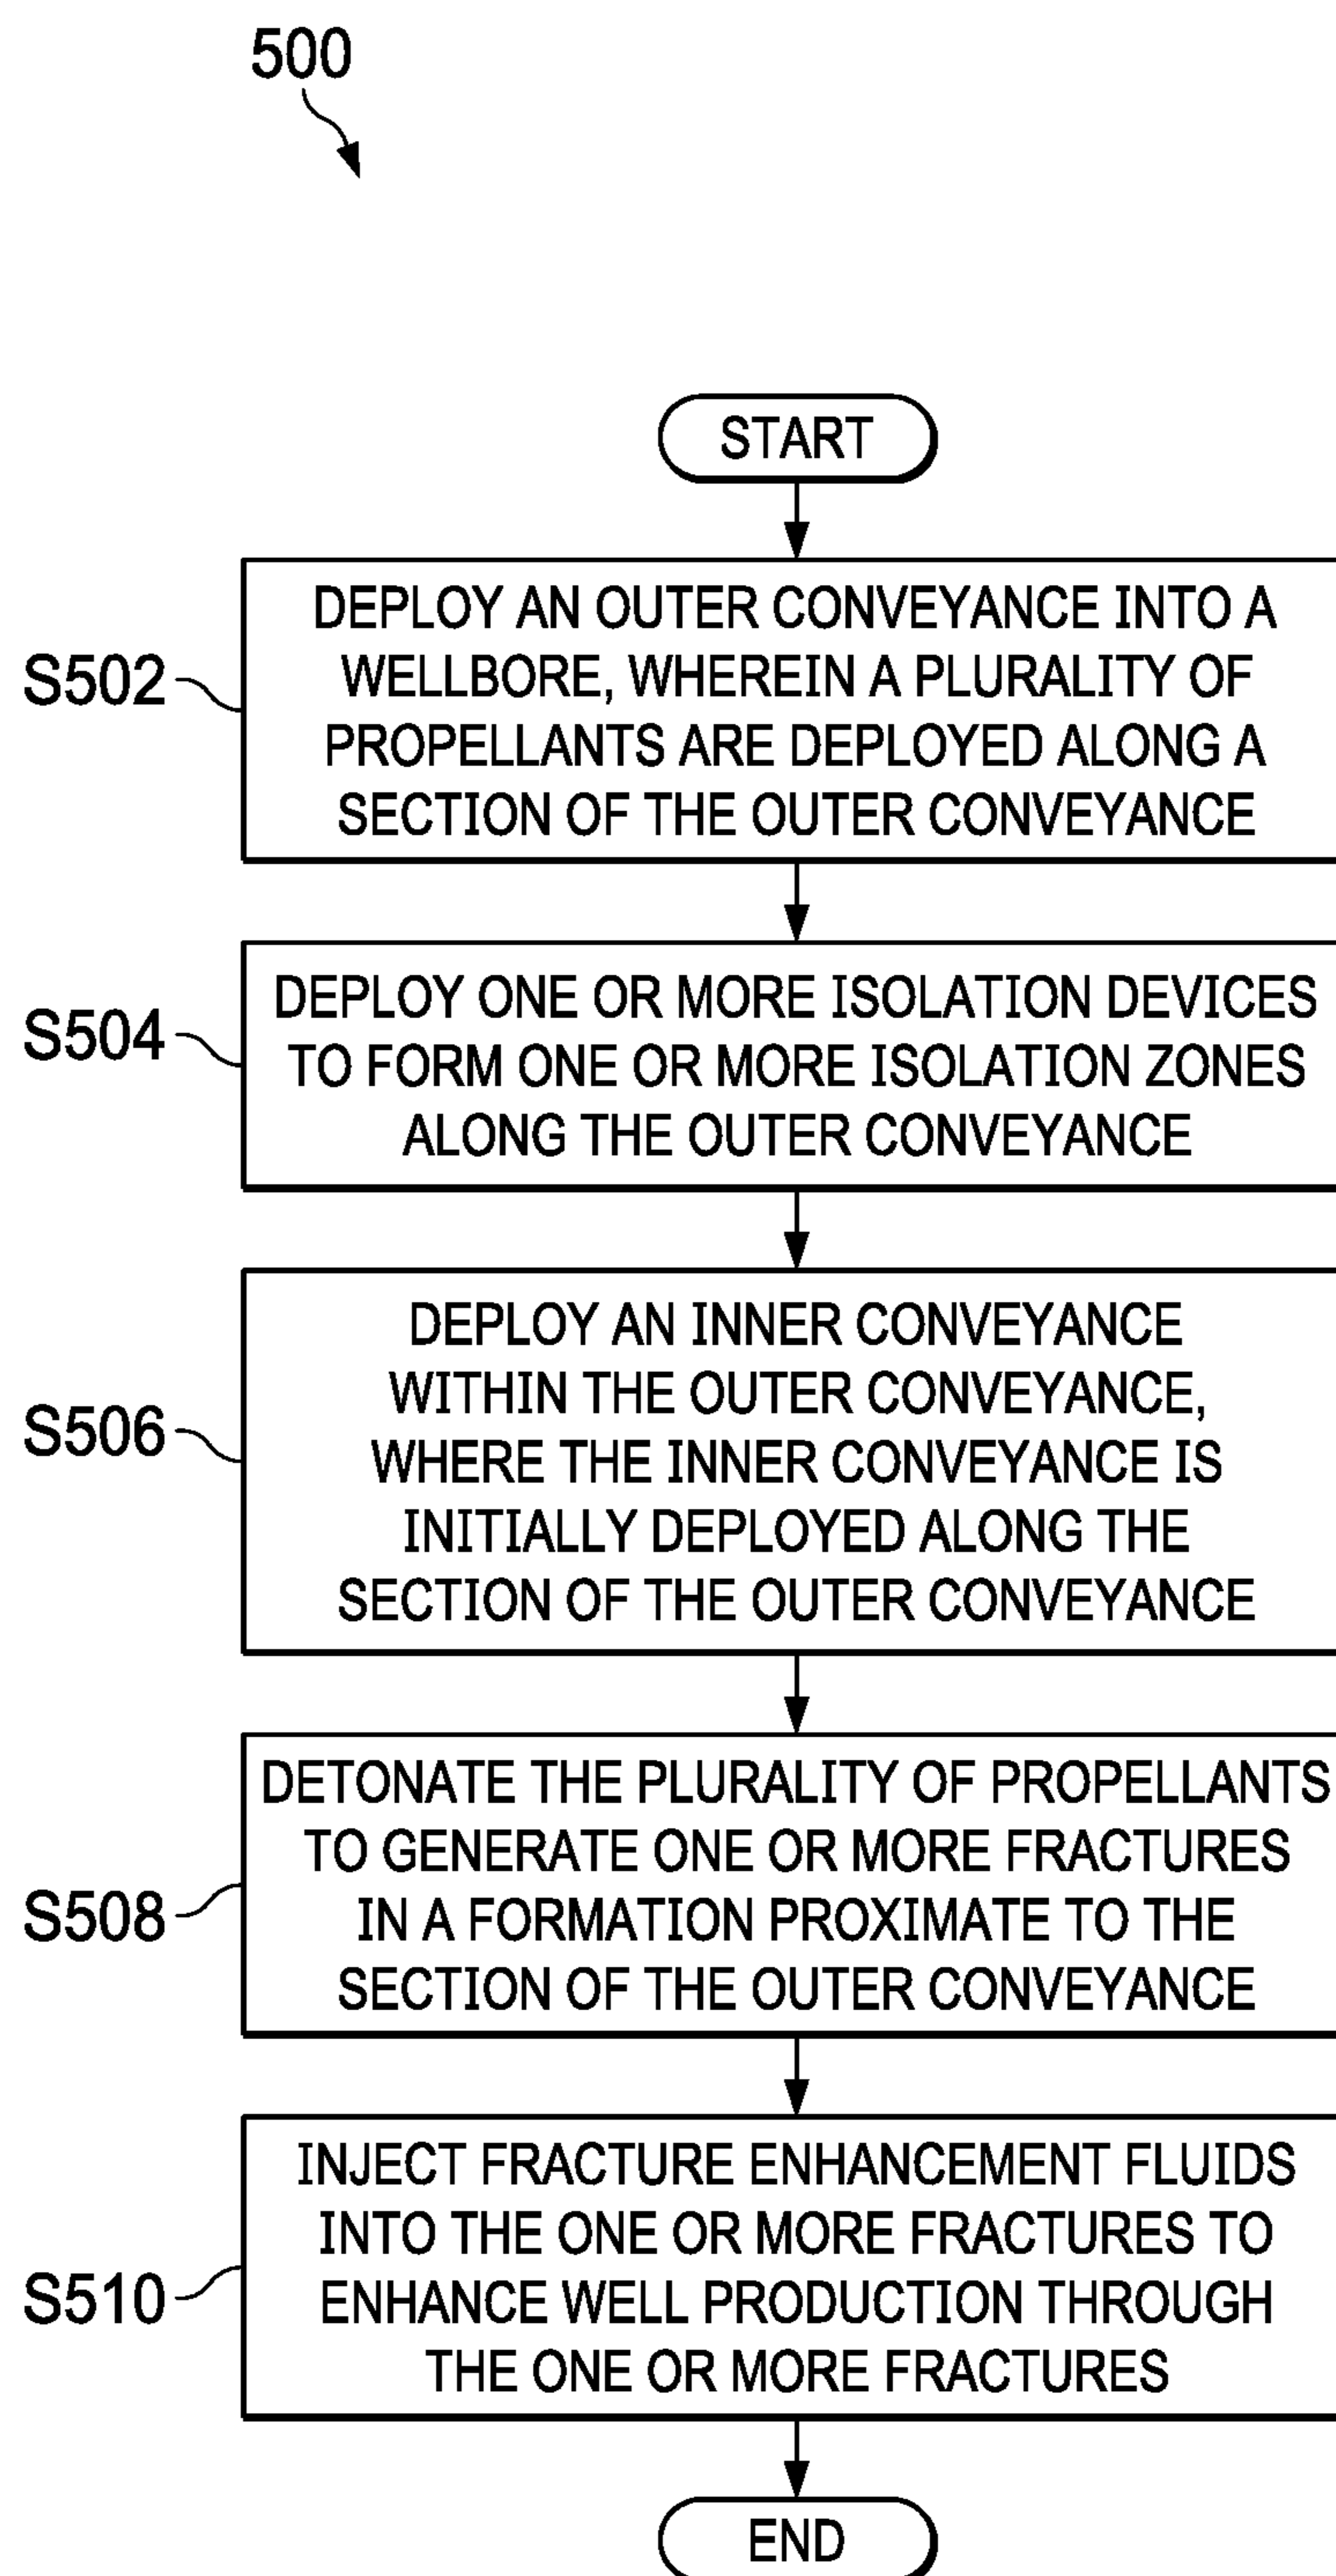 500
START
S502
DEPLOY AN OUTER CONVEYANCE INTO A
WELLBORE, WHEREIN A PLURALITY OF
PROPELLANTS ARE DEPLOYED ALONG A
SECTION OF THE OUTER CONVEYANCE
S504
DEPLOY ONE OR MORE ISOLATION DEVICES
TO FORM ONE OR MORE ISOLATION ZONES
ALONG THE OUTER CONVEYANCE
S506
DEPLOY AN INNER CONVEYANCE
WITHIN THE OUTER CONVEYANCE,
WHERE THE INNER CONVEYANCE IS
INITIALLY DEPLOYED ALONG THE
SECTION OF THE OUTER CONVEYANCE
S508
DETONATE THE PLURALITY OF PROPELLANTS
TO GENERATE ONE OR MORE FRACTURES
IN A FORMATION PROXIMATE TO THE
SECTION OF THE OUTER CONVEYANCE
S510
INJECT FRACTURE ENHANCEMENT FLUIDS
INTO THE ONE OR MORE FRACTURES TO
ENHANCE WELL PRODUCTION THROUGH
THE ONE OR MORE FRACTURES
END